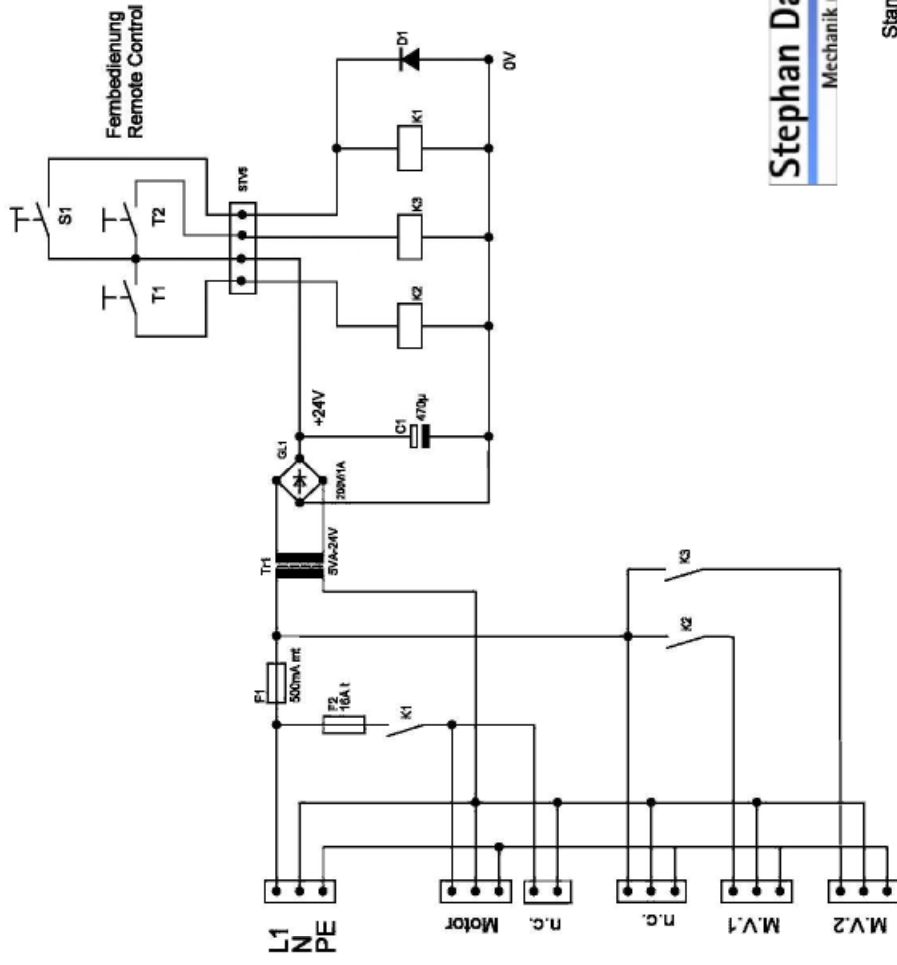 Fernbedienung
Remote Control
S1
T2
T1
STV5
D1
K1
K3
K2
0V
+24V
C1
470µ
GL1
200V/1A
Tr1
5VA-24V
F1
500mA mt
F2
16A t
K1
K3
K2
L1
N
PE
Motor
n.c.
n.c.
M.V.1
M.V.2
Stephan Da
Mechanik
Stan